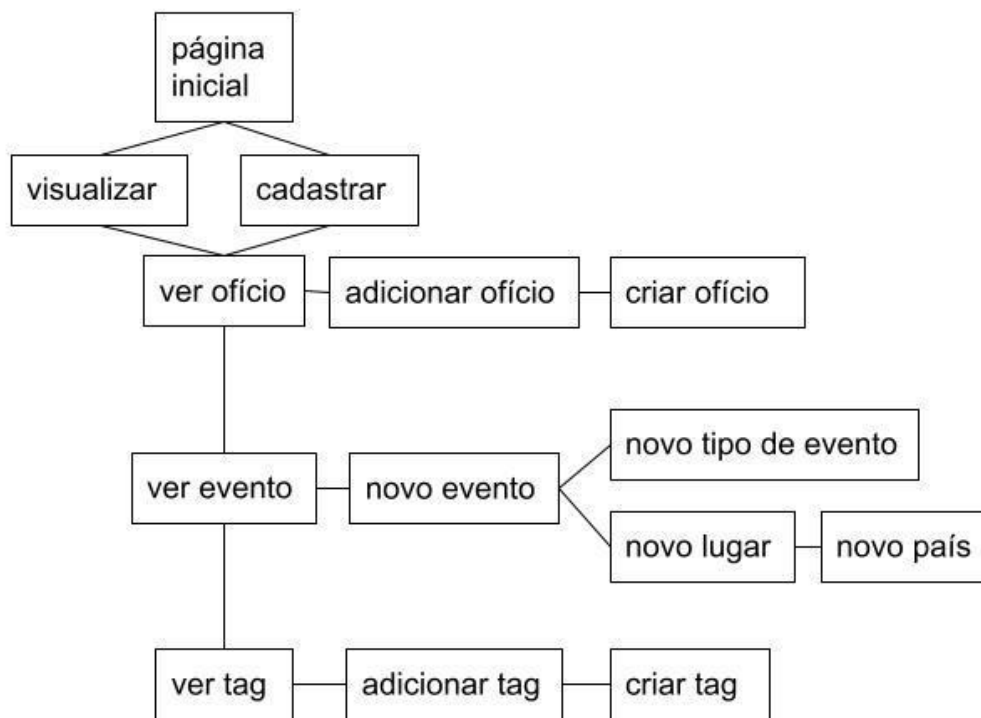 página
inicial
visualizar
cadastrar
ver ofício
adicionar ofício
criar ofício
novo tipo de evento
ver evento
novo evento
novo lugar
novo país
ver tag
adicionar tag
criar tag